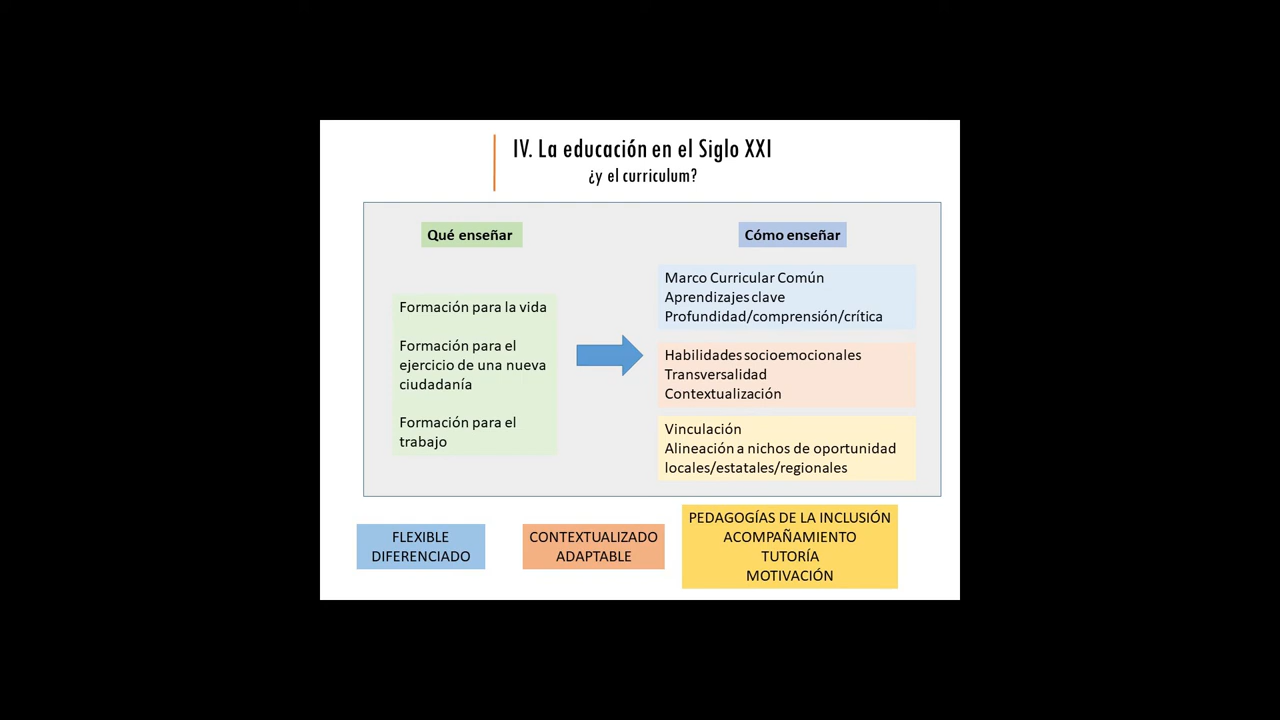 IV. La educación en el Siglo XXI
¿y el curriculum?
Qué enseñar
Formación para la vida
Formación para el
ejercicio de una nueva
ciudadanía
Formación para el
trabajo
Cómo enseñar
Marco Curricular Común
Aprendizajes clave
Profundidad/comprensión/crítica
Habilidades socioemocionales
Transversalidad
Contextualización
Vinculación
Alineación a nichos de oportunidad
locales/estatales/regionales
FLEXIBLE
DIFERENCIADO
CONTEXTUALIZADO
ADAPTABLE
PEDAGOGÍAS DE LA INCLUSIÓN
ACOMPAÑAMIENTO
TUTORÍA
MOTIVACIÓN